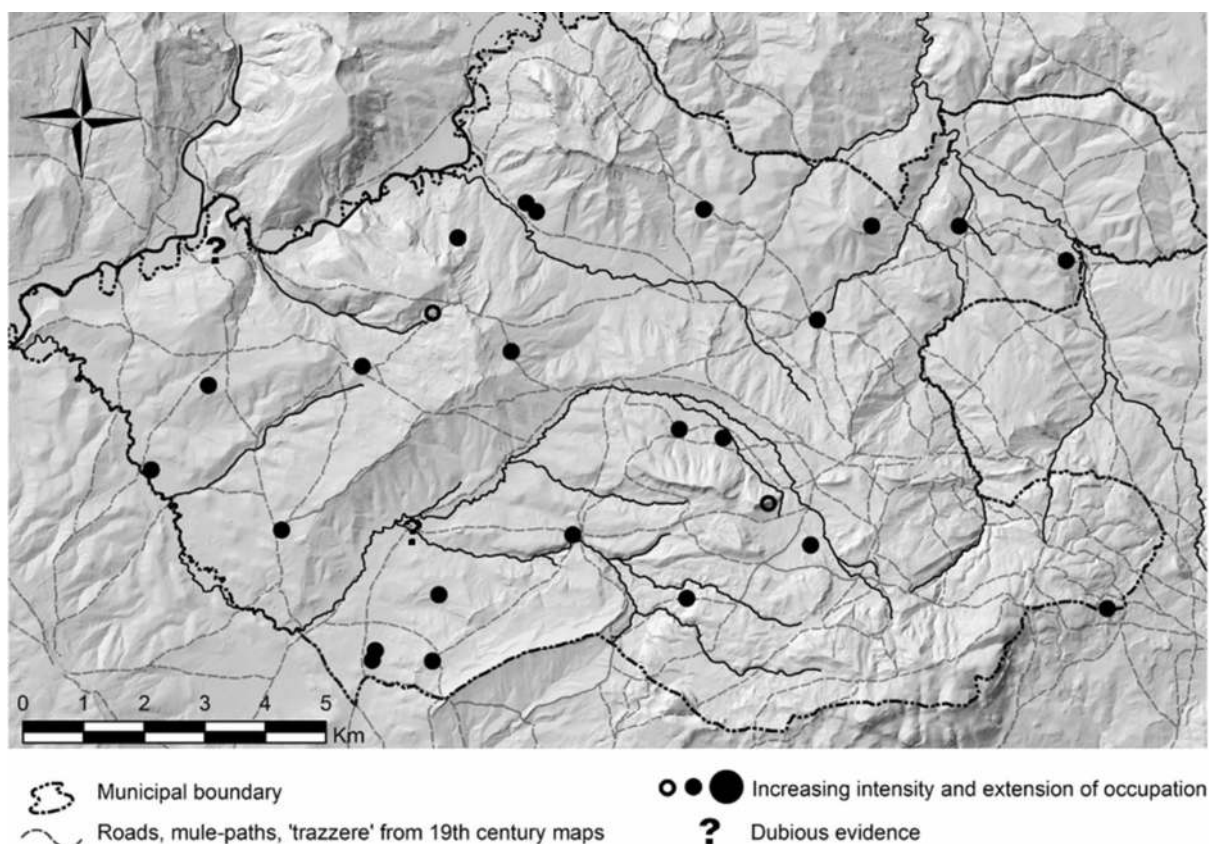 N
?
?
0 1 2 3 4 5
Km
Municipal boundary
Increasing intensity and extension of occupation
Roads, mule-paths, 'trazzere' from 19th century maps
? Dubious evidence